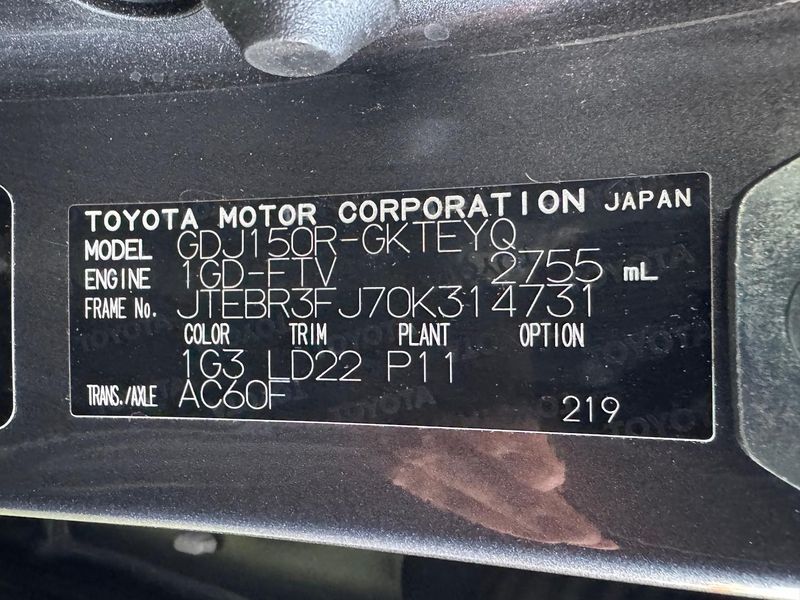 TOYOTA MOTOR CORPORATION JAPAN
MODEL GDJ150R-GKTEYQ
ENGINE 1GD-FTV 2755 mL
FRAME No. JTEBR3FJ70K314731
COLOR TRIM PLANT OPTION
1G3 LD22 P11
TRANS./AXLE AC60F 219